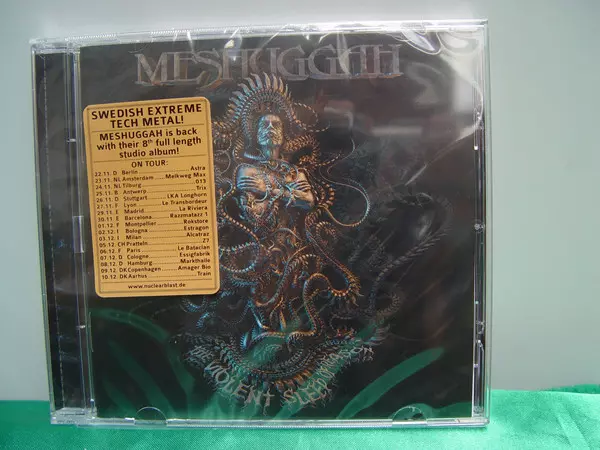 MESHUGGAH
SWEDISH EXTREME
TECH METAL!
MESHUGGAH is back
with their 8th full length
studio album!
ON TOUR:
22.11. D Berlin....Astra
23.11. NL Amsterdam....Melkweg Max
24.11. NL Tilburg....013
25.11. B Antwerp....Trix
26.11. D Stuttgart....LKA Longhorn
27.11. F Lyon....Le Transbordeur
29.11. E Madrid....La Riviera
30.11. E Barcelona....Razzmatazz 1
01.12. F Montpellier....Rokstore
02.12. I Bologna....Estragon
03.12. I Milan....Alcatraz
05.12. CH Pratteln....Z7
06.12. F Paris....Le Bataclan
07.12. D Cologne....Essigfabrik
08.12. D Hamburg....Markthalle
09.12. DK Copenhagen....Amager Bio
10.12. DK Aarhus....Train
www.nuclearblast.de
THE VIOLENT SLEEP OF REASON